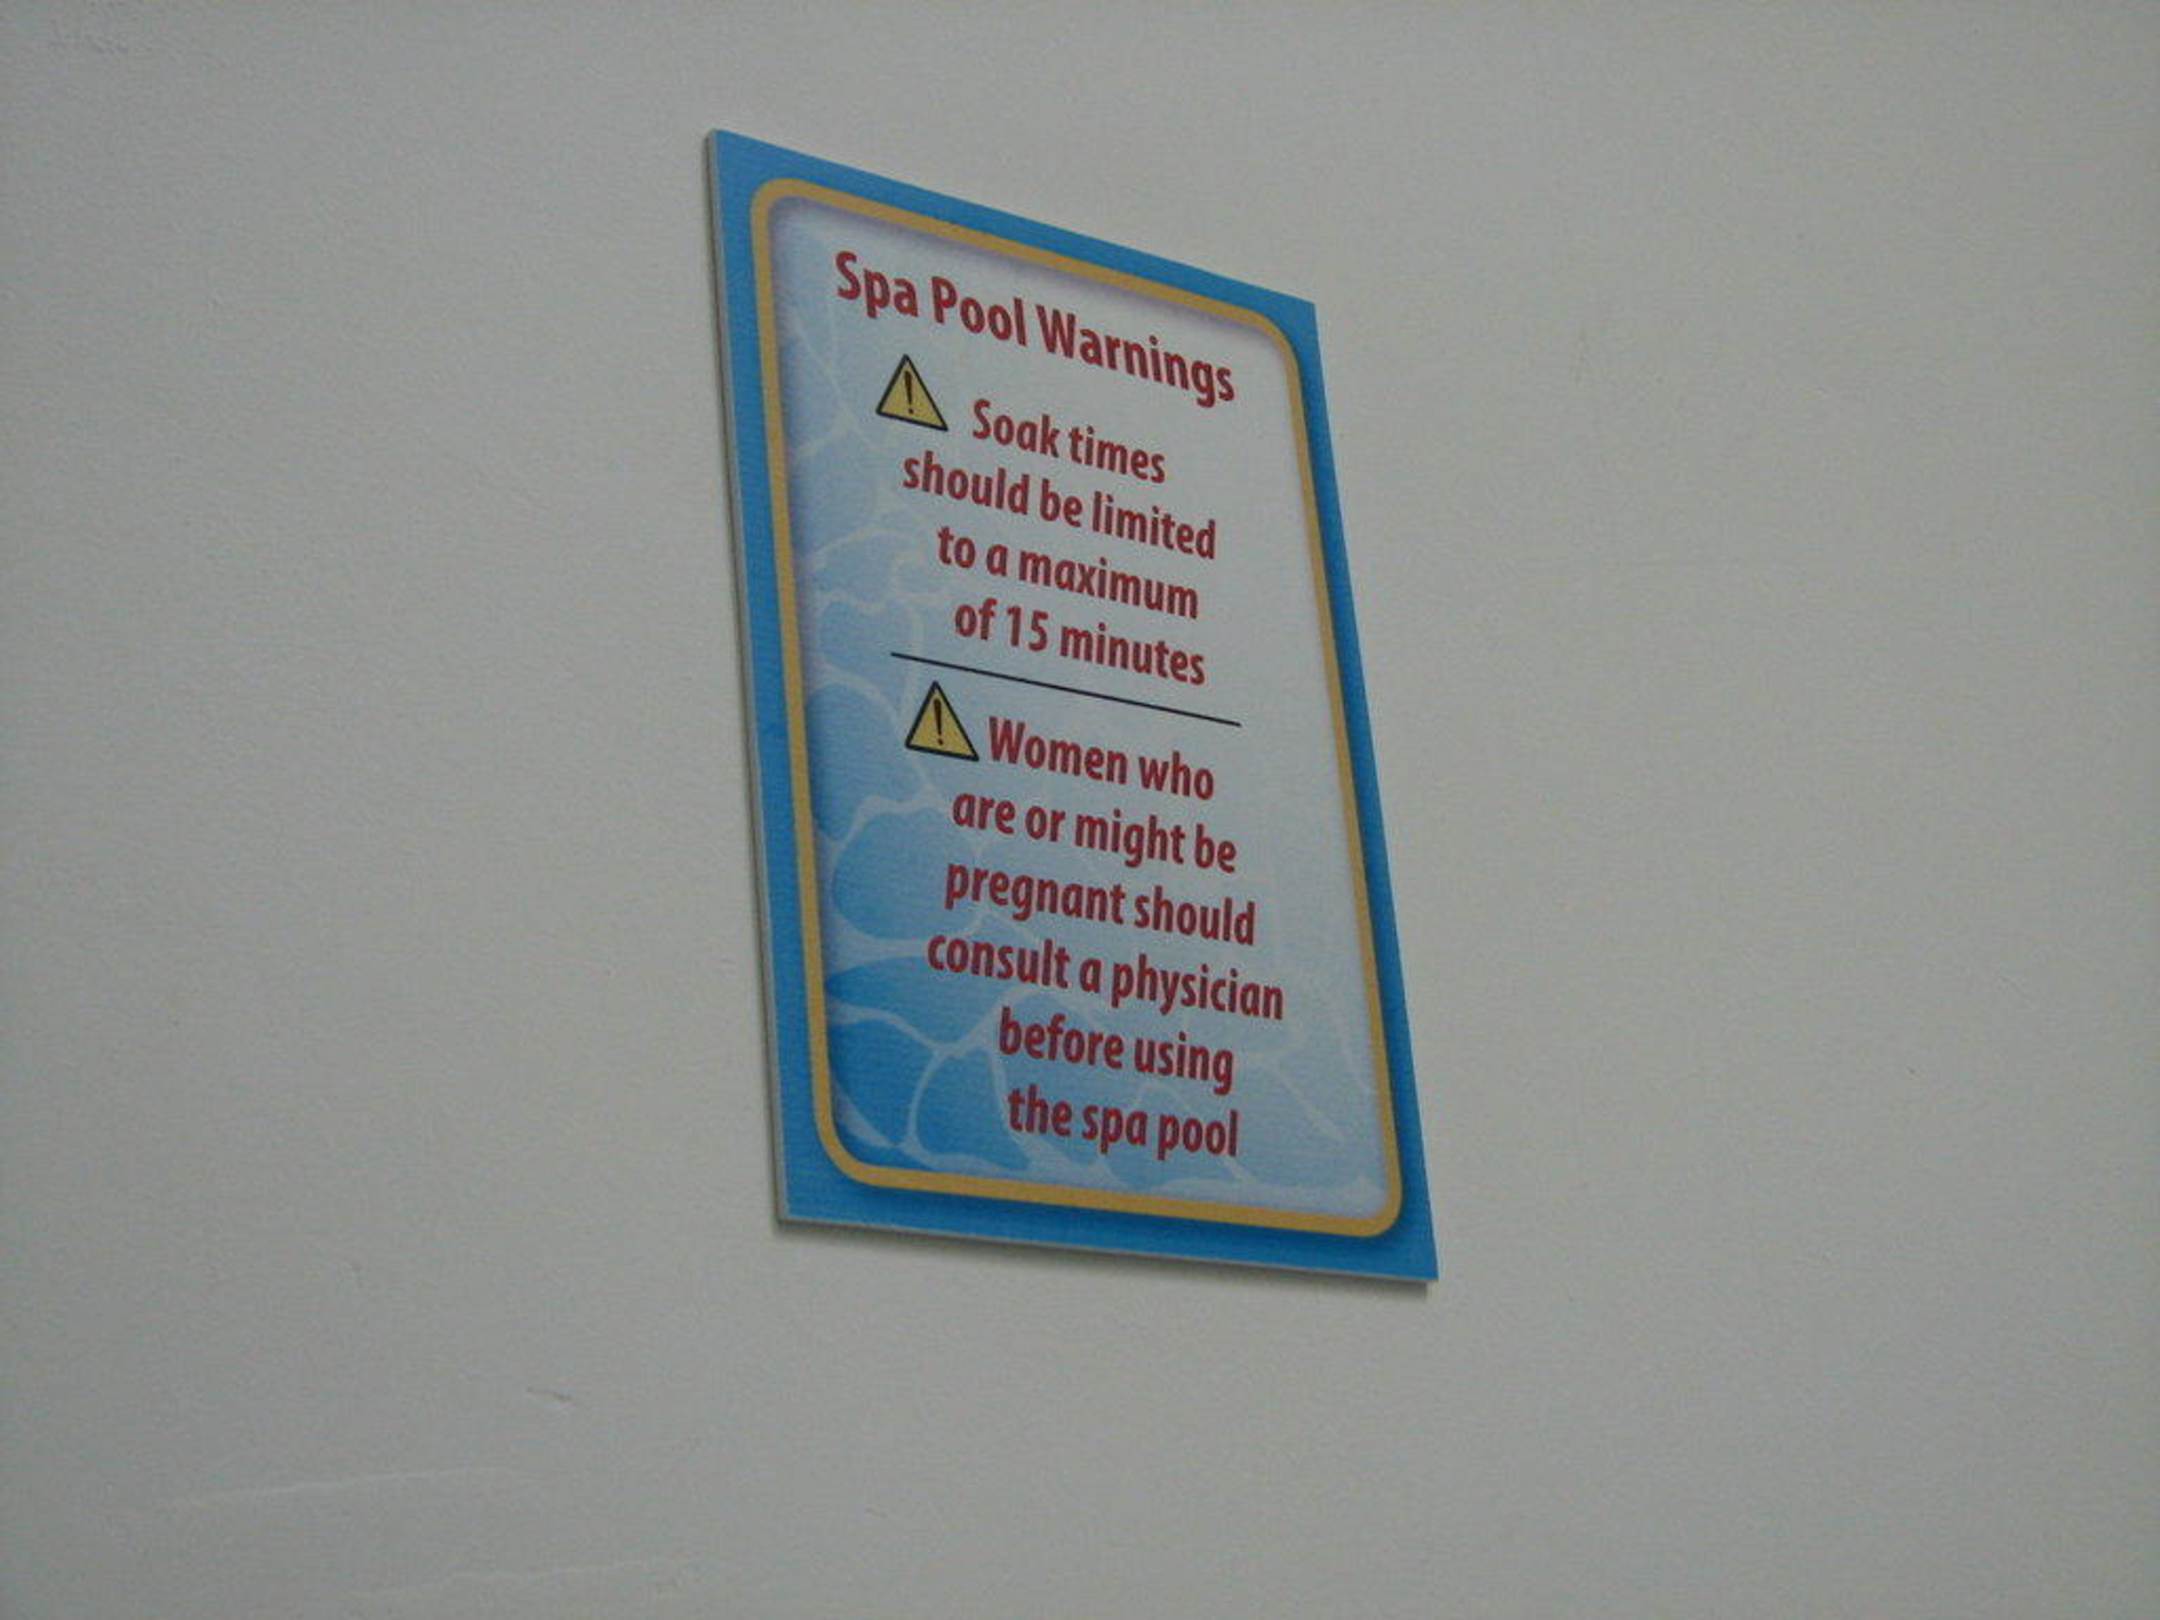 Spa Pool Warnings
Soak times
should be limited
to a maximum
of 15 minutes
Women who
are or might be
pregnant should
consult a physician
before using
the spa pool